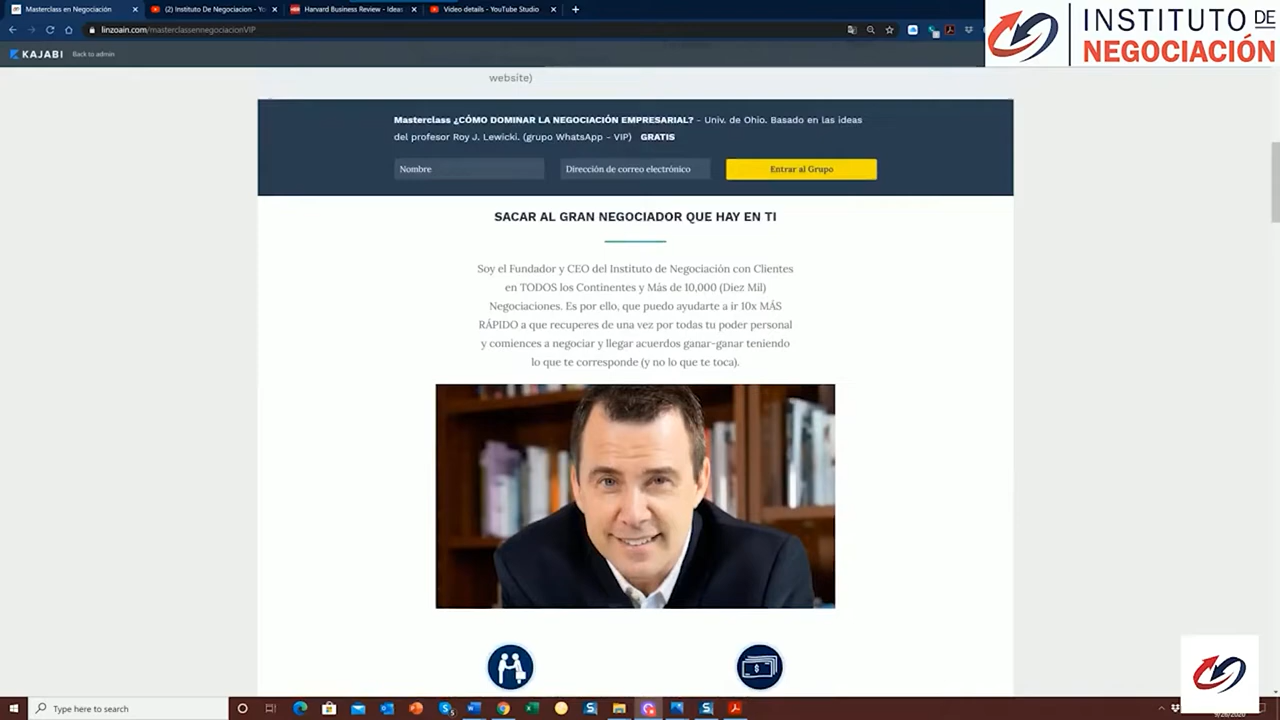 Masterclass en Negociación
(2) Instituto De Negociacion - Yo
Harvard Business Review - Ideas
Video details - YouTube Studio
linzoain.com/masterclassennegociacionVIP
INSTITUTO DE
NEGOCIACIÓN
KAJABI
Back to admin
website)
Masterclass ¿CÓMO DOMINAR LA NEGOCIACIÓN EMPRESARIAL? - Univ. de Ohio. Basado en las ideas
del profesor Roy J. Lewicki. (grupo WhatsApp - VIP) GRATIS
Nombre
Dirección de correo electrónico
Entrar al Grupo
SACAR AL GRAN NEGOCIADOR QUE HAY EN TI
Soy el Fundador y CEO del Instituto de Negociación con Clientes
en TODOS los Continentes y Más de 10,000 (Diez Mil)
Negociaciones. Es por ello, que puedo ayudarte a ir 10x MÁS
RÁPIDO a que recuperes de una vez por todas tu poder personal
y comiences a negociar y llegar acuerdos ganar-ganar teniendo
lo que te corresponde (y no lo que te toca).
Type here to search